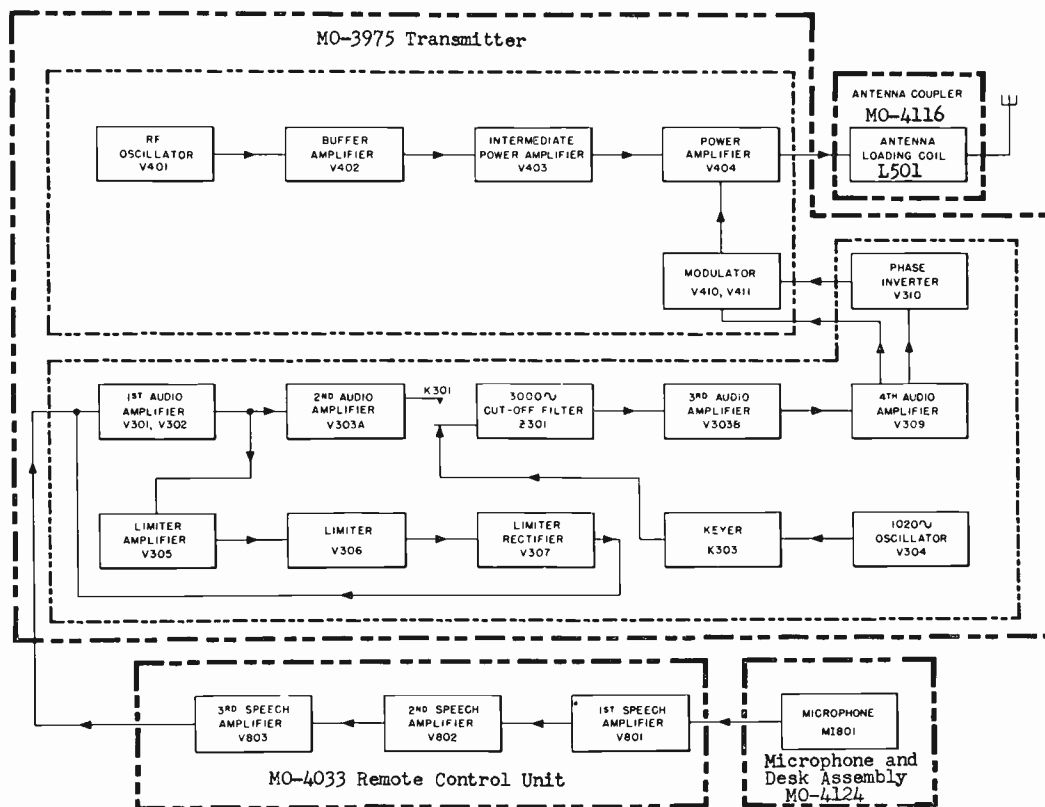 MO-3975 Transmitter
RF
OSCILLATOR
V401
BUFFER
AMPLIFIER
V402
INTERMEDIATE
POWER AMPLIFIER
V403
POWER
AMPLIFIER
V404
ANTENNA COUPLER
MO-4116
ANTENNA
LOADING COIL
L501
MODULATOR
V410, V411
PHASE
INVERTER
V310
1ST AUDIO
AMPLIFIER
V301, V302
2ND AUDIO
AMPLIFIER
V303A
K301
3000~
CUT-OFF FILTER
Z301
3RD AUDIO
AMPLIFIER
V303B
4TH AUDIO
AMPLIFIER
V309
LIMITER
AMPLIFIER
V305
LIMITER
V306
LIMITER
RECTIFIER
V307
KEYER
K303
1020~
OSCILLATOR
V304
3RD SPEECH
AMPLIFIER
V803
2ND SPEECH
AMPLIFIER
V802
1ST SPEECH
AMPLIFIER
V801
MO-4033 Remote Control Unit
MICROPHONE
MI801
Microphone and
Desk Assembly
MO-4124